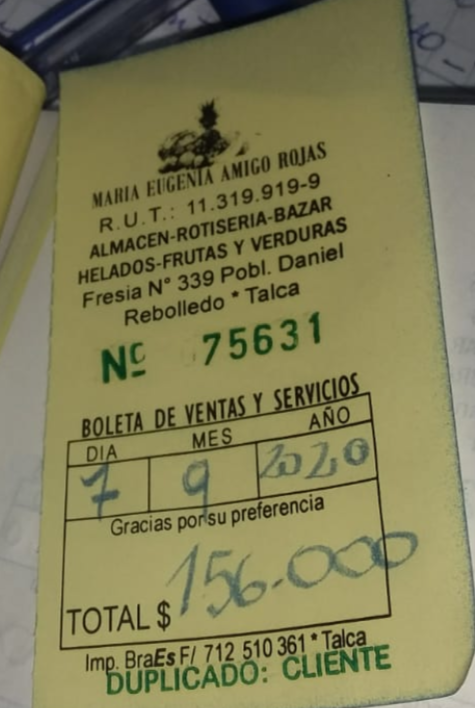 MARIA EUGENIA AMIGO ROJAS
R.U.T.: 11.319.919-9
ALMACEN-ROTISERIA-BAZAR
HELADOS-FRUTAS Y VERDURAS
Fresia N° 339 Pobl. Daniel
Rebolledo * Talca
Nº 75631
BOLETA DE VENTAS Y SERVICIOS
DIA MES AÑO
7 9 2020
Gracias por su preferencia
TOTAL $ 156.000
Imp. BraEs F/ 712 510 361 * Talca
DUPLICADO: CLIENTE